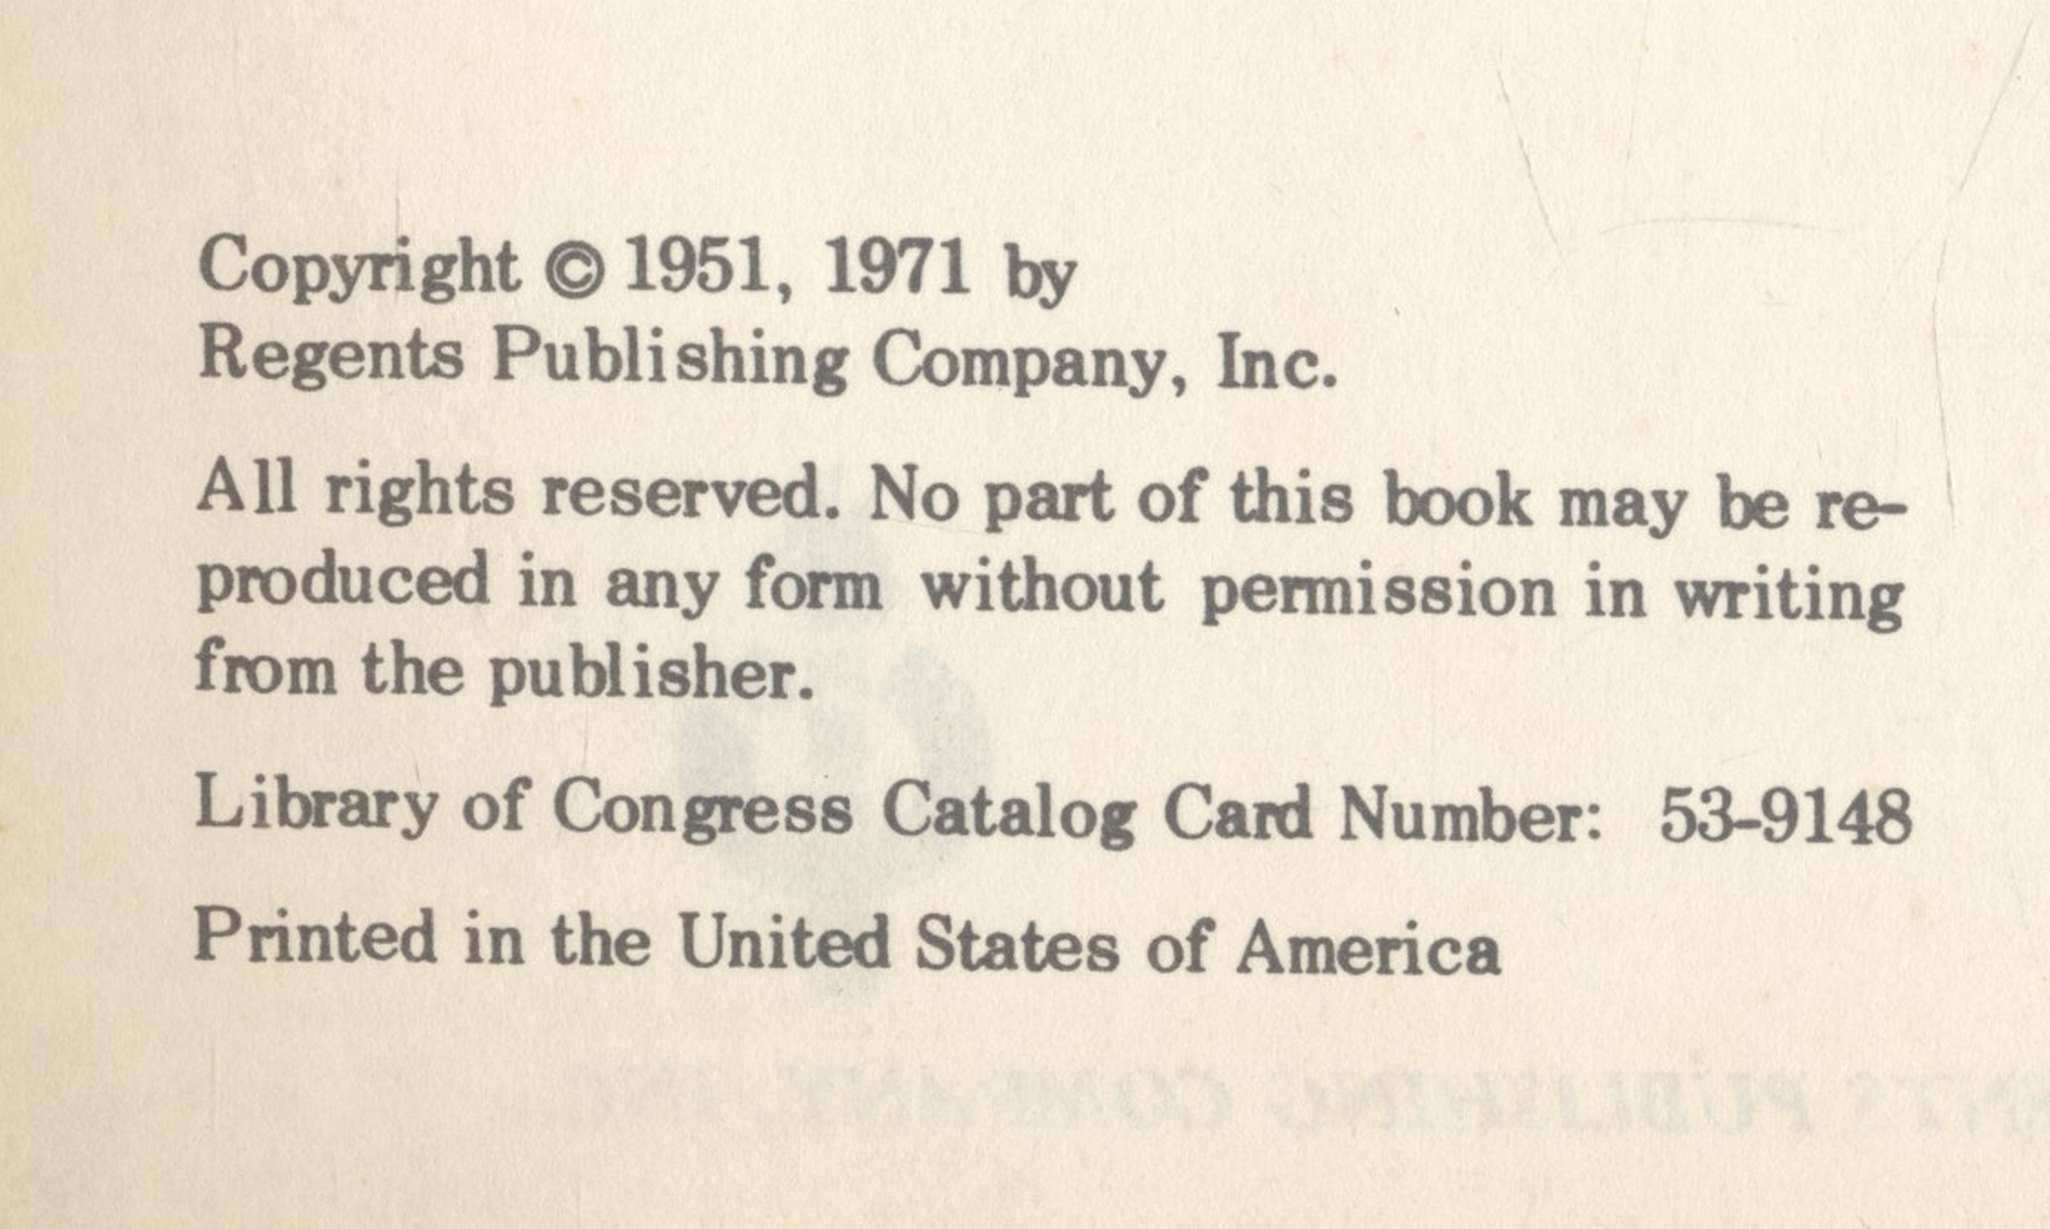 Copyright © 1951, 1971 by
Regents Publishing Company, Inc.
All rights reserved. No part of this book may be re-
produced in any form without permission in writing
from the publisher.
Library of Congress Catalog Card Number: 53-9148
Printed in the United States of America